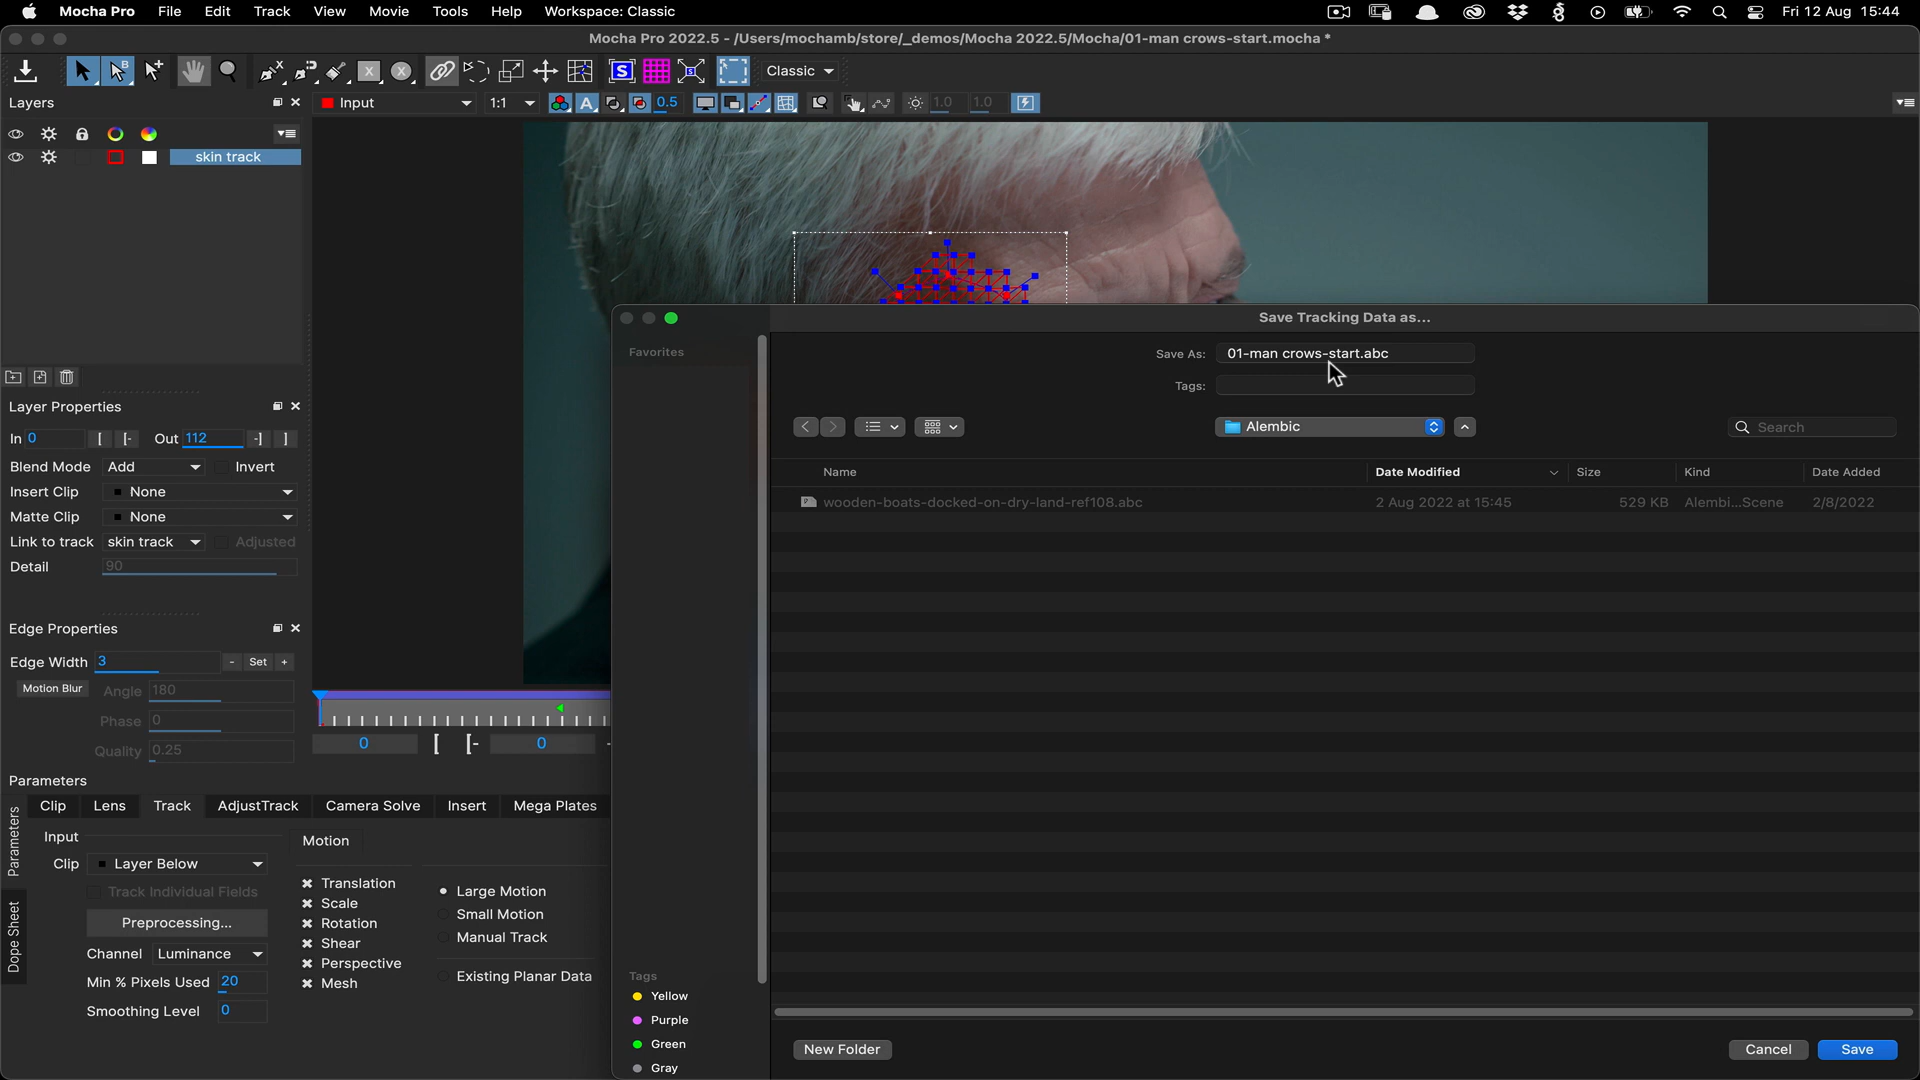 Mocha Pro File Edit Track View Movie Tools Help Workspace: Classic Fri 12 Aug 15:44
Mocha Pro 2022.5 - /Users/mochamb/store/_demos/Mocha 2022.5/Mocha/01-man crows-start.mocha *
Classic
Layers
Input 1:1 A 0.5 1.0 1.0
skin track
Save Tracking Data as...
Favorites
Save As: 01-man crows-start.abc
Tags:
Alembic
Search
Name Date Modified Size Kind Date Added
wooden-boats-docked-on-dry-land-ref108.abc 2 Aug 2022 at 15:45 529 KB Alembi...Scene 2/8/2022
Layer Properties
In 0 [ [- Out 112 -] ]
Blend Mode Add Invert
Insert Clip None
Matte Clip None
Link to track skin track Adjusted
Detail 90
Edge Properties
Edge Width 3 - Set +
Motion Blur Angle 180
Phase 0
Quality 0.25
0 [ [- 0 -
Parameters
Clip Lens Track AdjustTrack Camera Solve Insert Mega Plates
Parameters
Dope Sheet
Input
Clip Layer Below
Track Individual Fields
Preprocessing...
Channel Luminance
Min % Pixels Used 20
Smoothing Level 0
Motion
Translation
Scale
Rotation
Shear
Perspective
Mesh
Large Motion
Small Motion
Manual Track
Existing Planar Data
Tags
Yellow
Purple
Green
Gray
New Folder Cancel Save